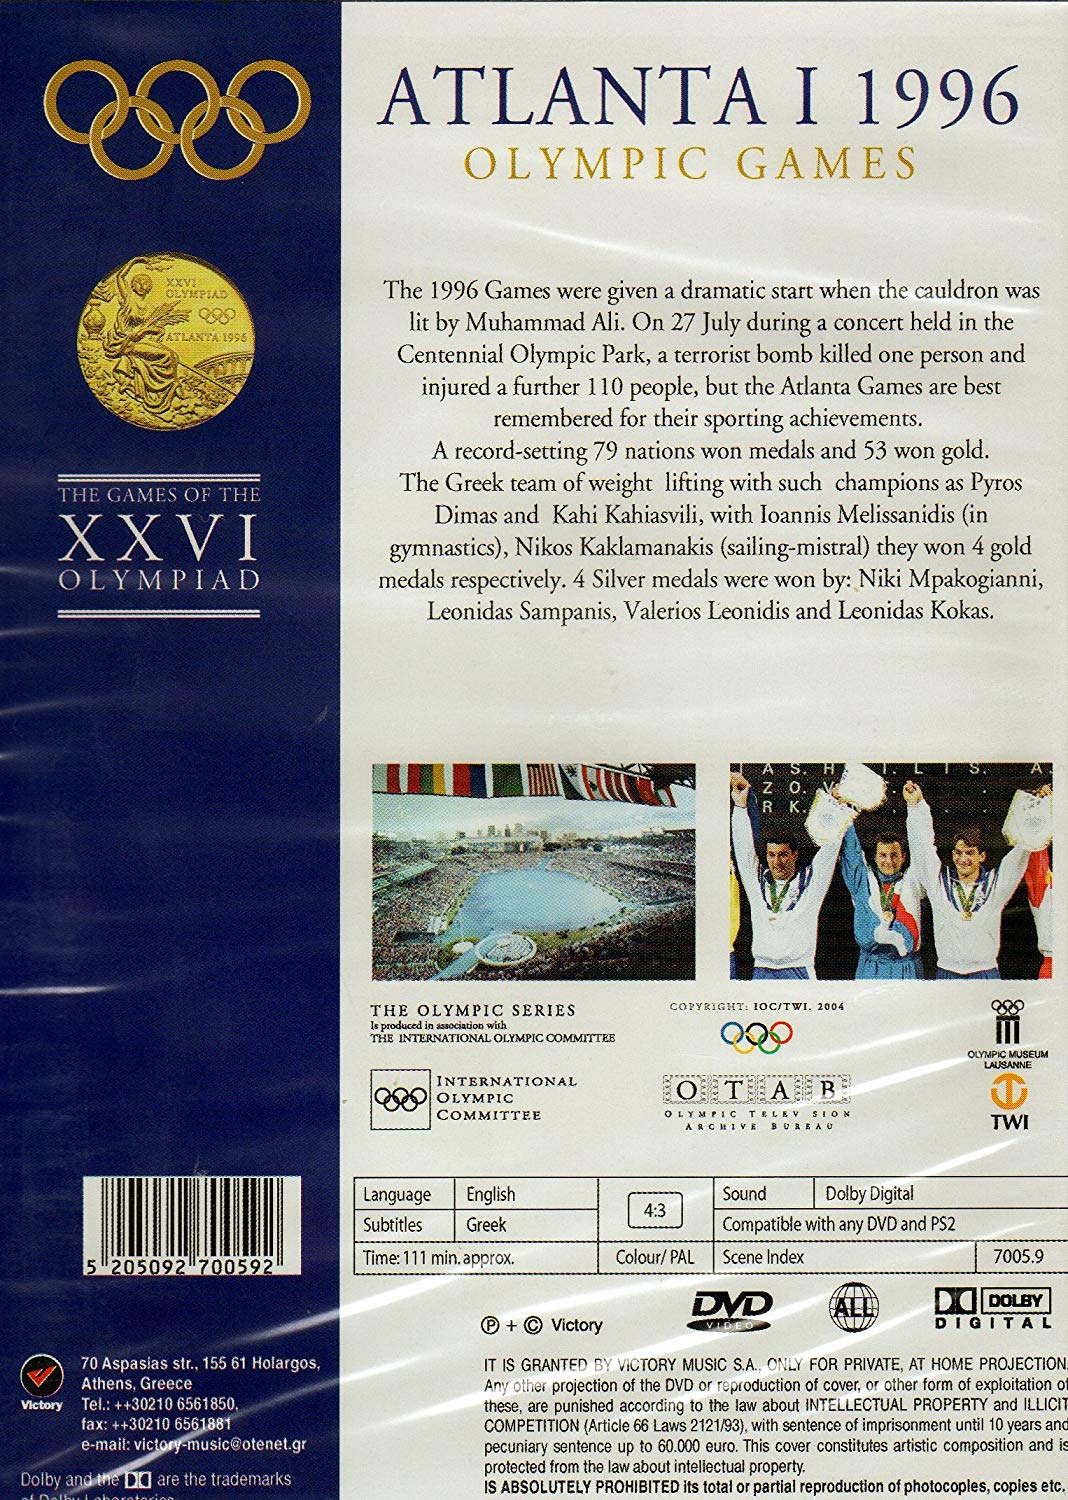 ATLANTA I 1996
OLYMPIC GAMES
XXVI
OLYMPIAD
ATLANTA 1996
THE GAMES OF THE
XXVI
OLYMPIAD
The 1996 Games were given a dramatic start when the cauldron was
lit by Muhammad Ali. On 27 July during a concert held in the
Centennial Olympic Park, a terrorist bomb killed one person and
injured a further 110 people, but the Atlanta Games are best
remembered for their sporting achievements.
A record-setting 79 nations won medals and 53 won gold.
The Greek team of weight lifting with such champions as Pyros
Dimas and Kahi Kahiasvili, with Ioannis Melissanidis (in
gymnastics), Nikos Kaklamanakis (sailing-mistral) they won 4 gold
medals respectively. 4 Silver medals were won by: Niki Mpakogianni,
Leonidas Sampanis, Valerios Leonidis and Leonidas Kokas.
THE OLYMPIC SERIES
Is produced in association with
THE INTERNATIONAL OLYMPIC COMMITTEE
INTERNATIONAL
OLYMPIC
COMMITTEE
COPYRIGHT: IOC/TWI. 2004
OTAB
OLYMPIC TELEVISION
ARCHIVE BUREAU
OLYMPIC MUSEUM
LAUSANNE
TWI
Language English
Subtitles Greek
Time: 111 min. approx.
4:3
Colour/ PAL
Sound Dolby Digital
Compatible with any DVD and PS2
Scene Index 7005.9
5 205092 700592
℗ + © Victory
DVD
VIDEO
ALL
DOLBY
DIGITAL
Victory
70 Aspasias str., 155 61 Holargos,
Athens, Greece
Tel.: ++30210 6561850,
fax: ++30210 6561881
e-mail: victory-music@otenet.gr
Dolby and the are the trademarks
of Dolby Laboratories
IT IS GRANTED BY VICTORY MUSIC S.A., ONLY FOR PRIVATE, AT HOME PROJECTION.
Any other projection of the DVD or reproduction of cover, or other form of exploitation of
these, are punished according to the law about INTELLECTUAL PROPERTY and ILLICIT
COMPETITION (Article 66 Laws 2121/93), with sentence of imprisonment until 10 years and
pecuniary sentence up to 60.000 euro. This cover constitutes artistic composition and is
protected from the law about intellectual property.
IS ABSOLUTELY PROHIBITED its total or partial reproduction of photocopies, copies etc.